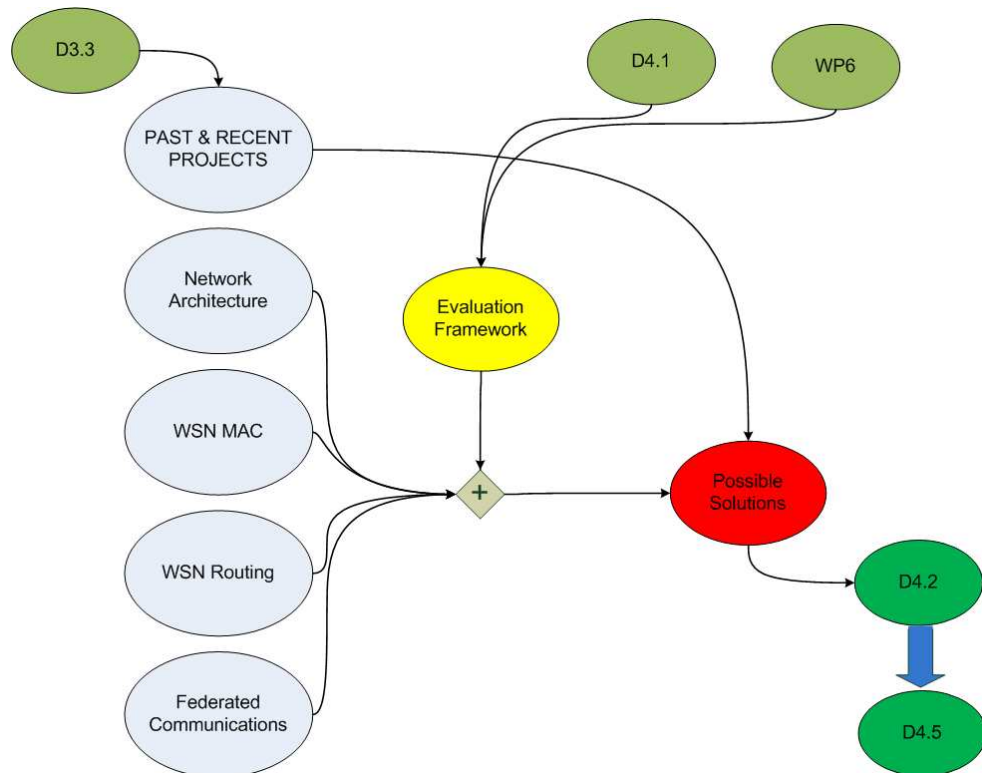 D3.3
D4.1
WP6
PAST & RECENT
PROJECTS
Network
Architecture
Evaluation
Framework
WSN MAC
+
Possible
Solutions
WSN Routing
D4.2
Federated
Communications
D4.5